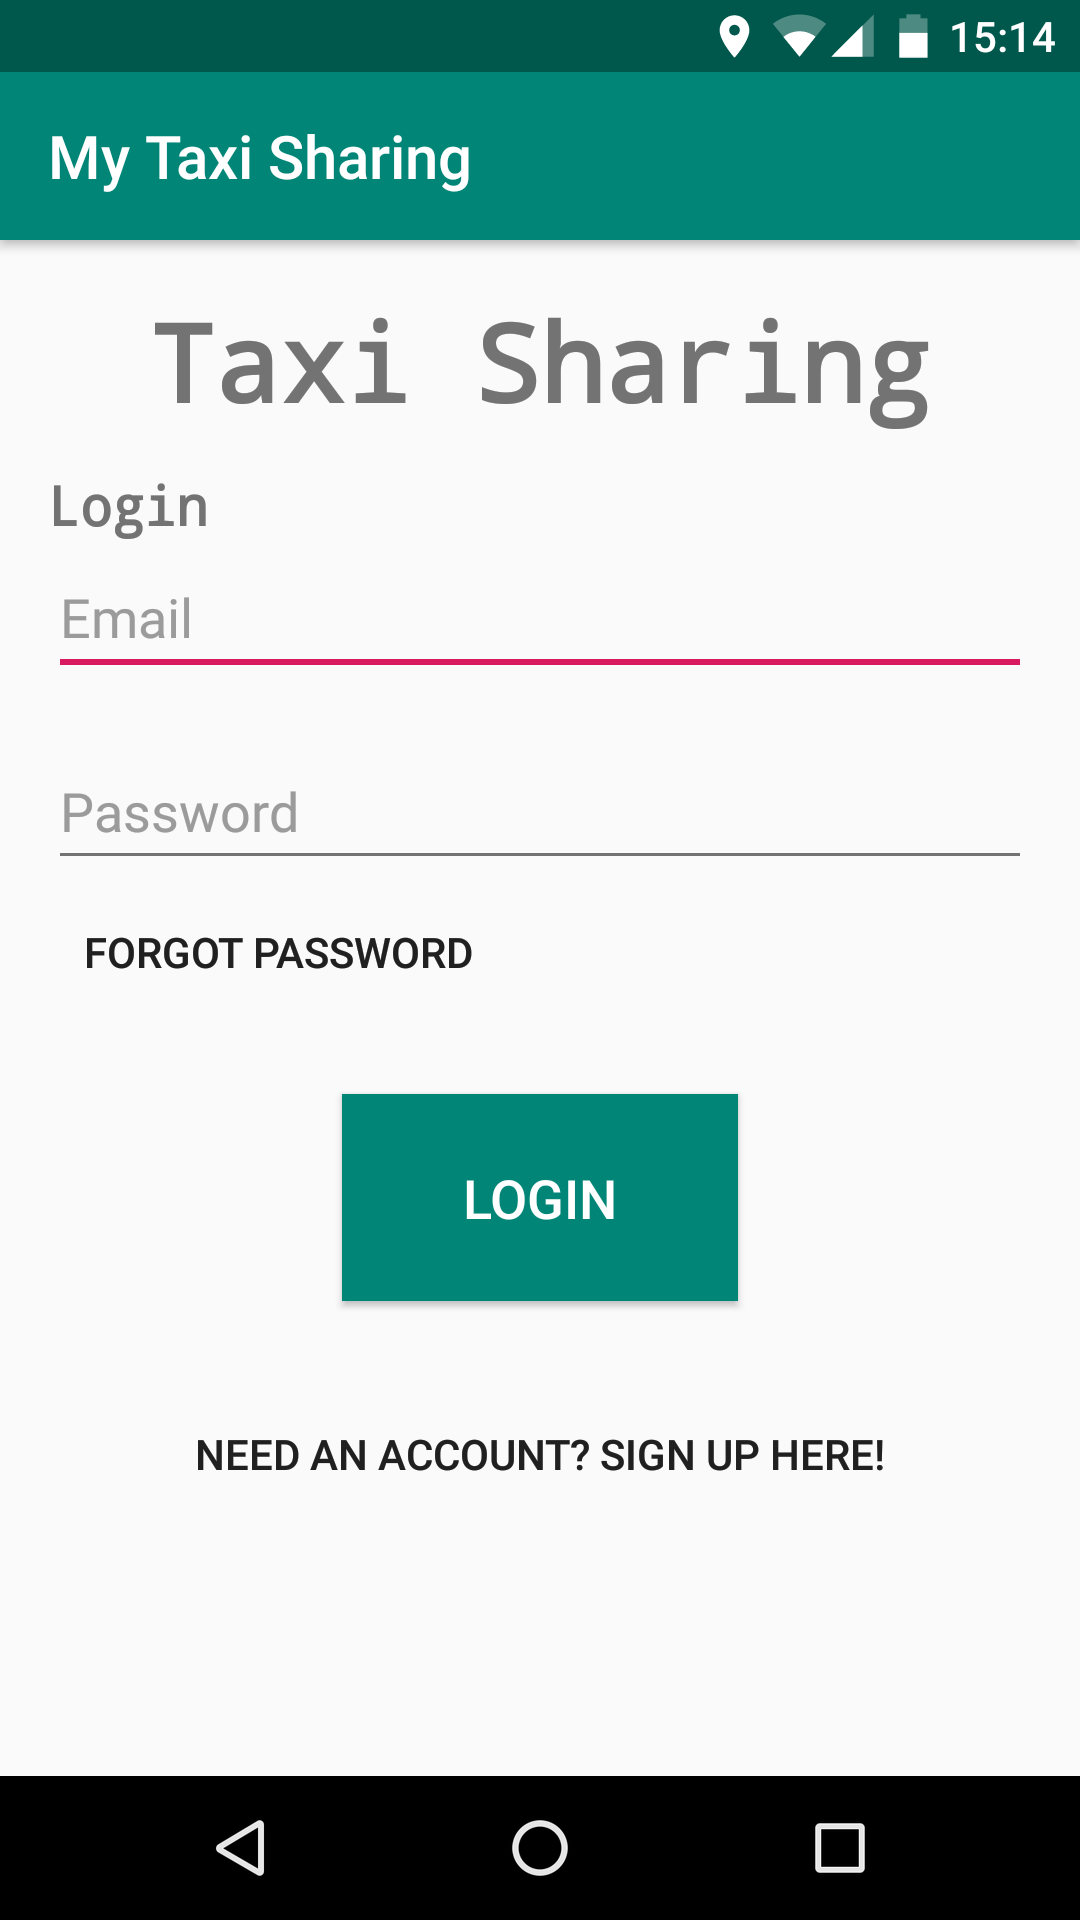 15:14
My Taxi Sharing
Taxi Sharing
Login
Email
Password
FORGOT PASSWORD
LOGIN
NEED AN ACCOUNT? SIGN UP HERE!